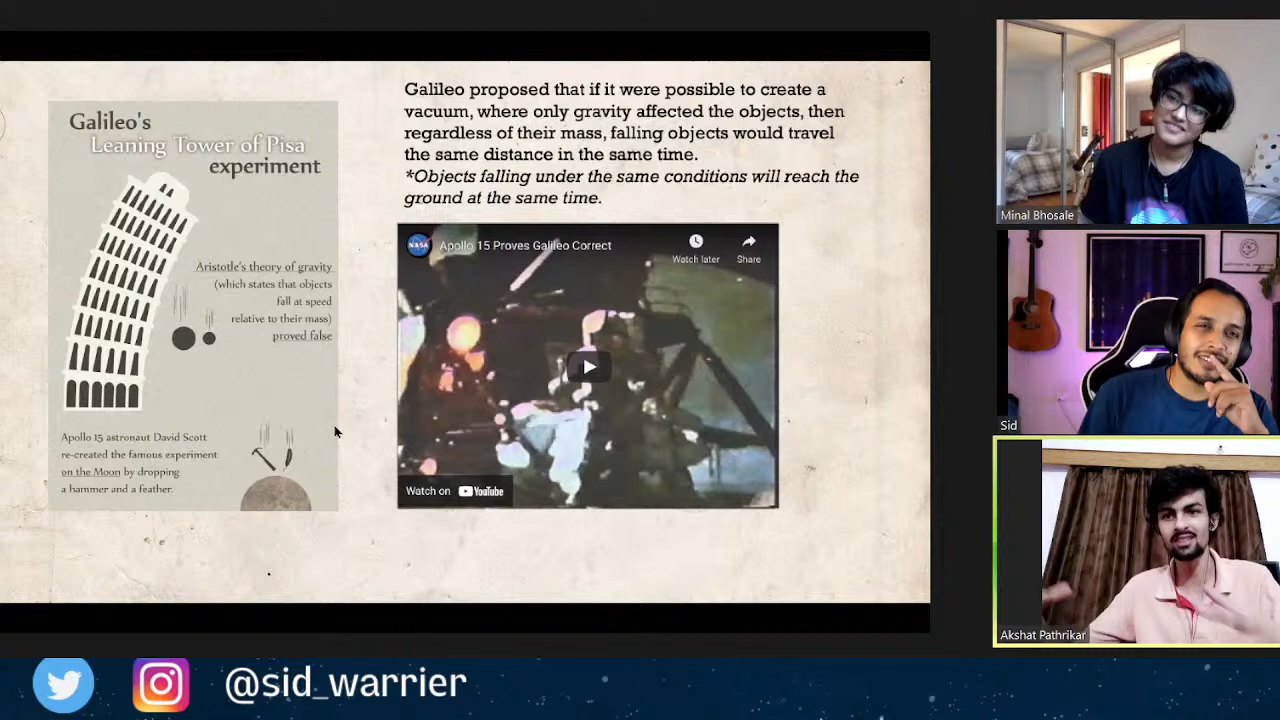 Galileo's
Leaning Tower of Pisa
experiment
Aristotle's theory of gravity
(which states that objects
fall at speed
relative to their mass)
proved false
Apollo 15 astronaut David Scott
re-created the famous experiment
on the Moon by dropping
a hammer and a feather.
Galileo proposed that if it were possible to create a
vacuum, where only gravity affected the objects, then
regardless of their mass, falling objects would travel
the same distance in the same time.
*Objects falling under the same conditions will reach the
ground at the same time.
NASA
Apollo 15 Proves Galileo Correct
Watch later
Share
Watch on YouTube
Minal Bhosale
Sid
Akshat Pathrikar
@sid_warrier